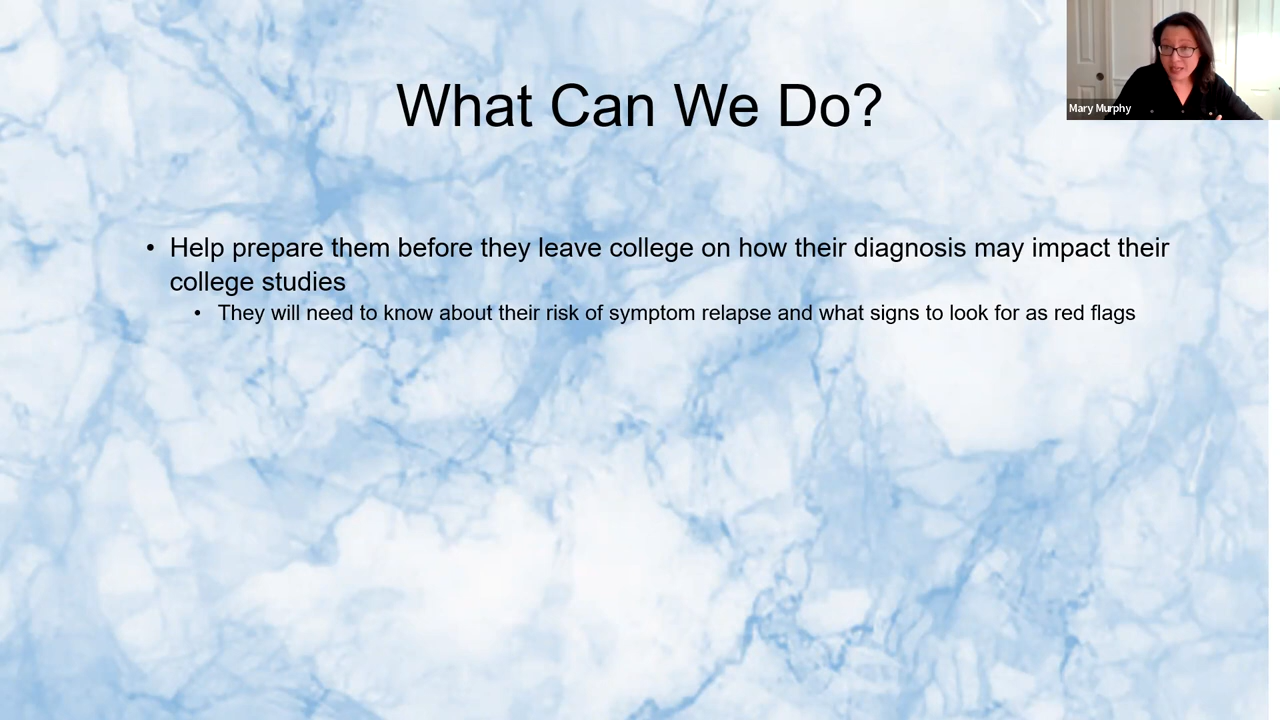 What Can We Do?
Mary Murphy
• Help prepare them before they leave college on how their diagnosis may impact their
college studies
• They will need to know about their risk of symptom relapse and what signs to look for as red flags